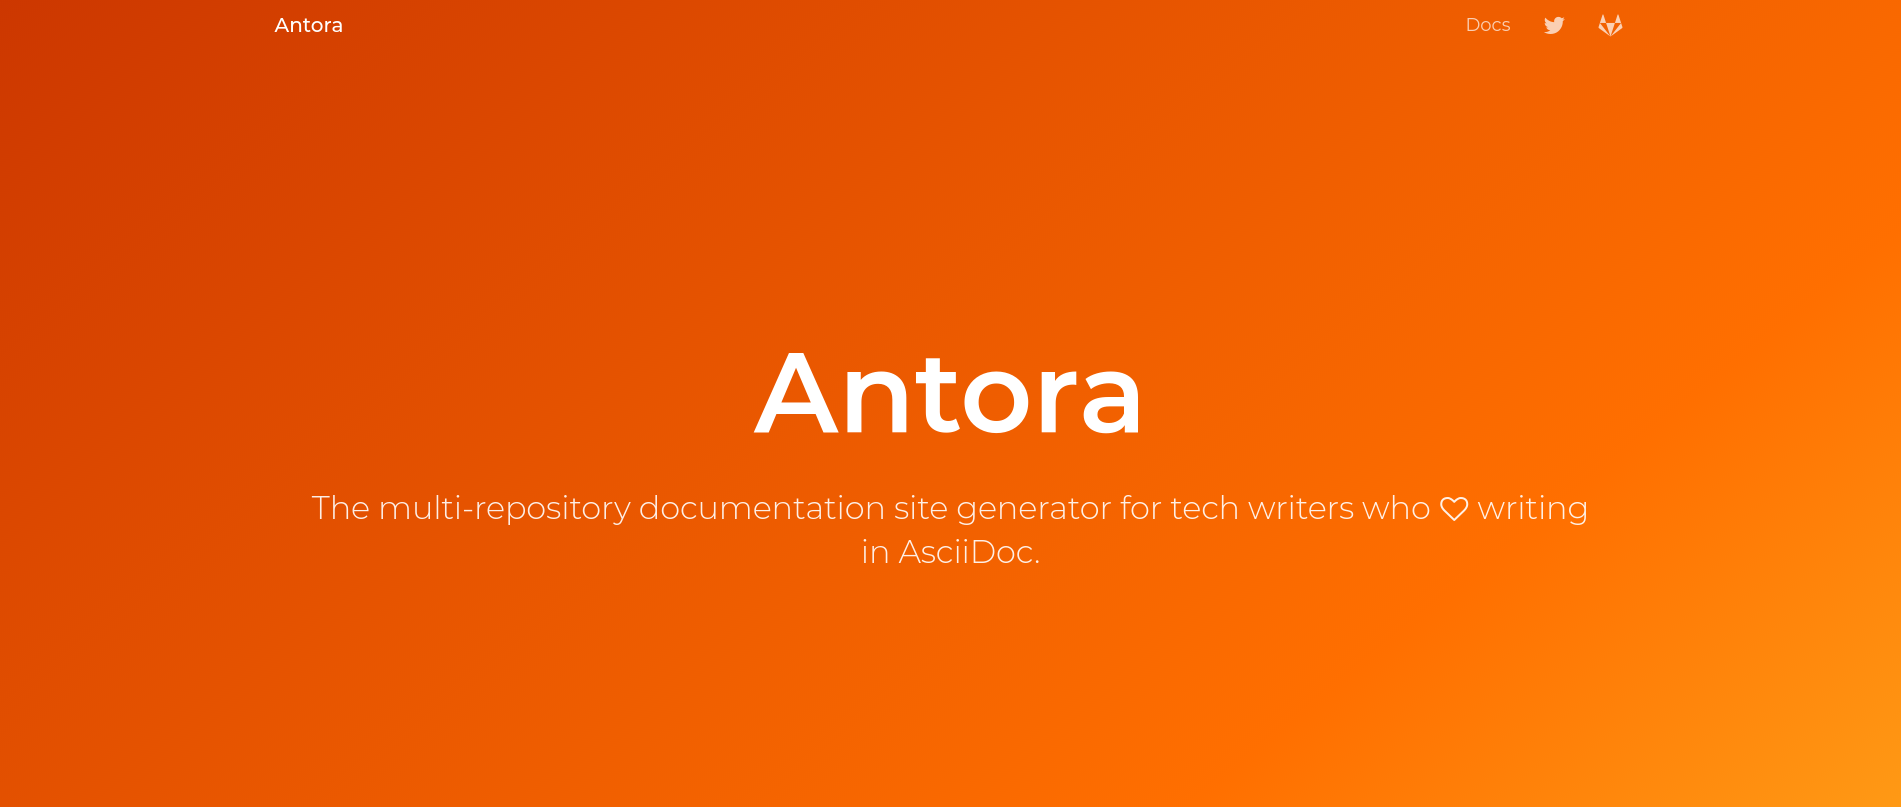 Antora
Docs
Antora
The multi-repository documentation site generator for tech writers who ♡ writing
in AsciiDoc.